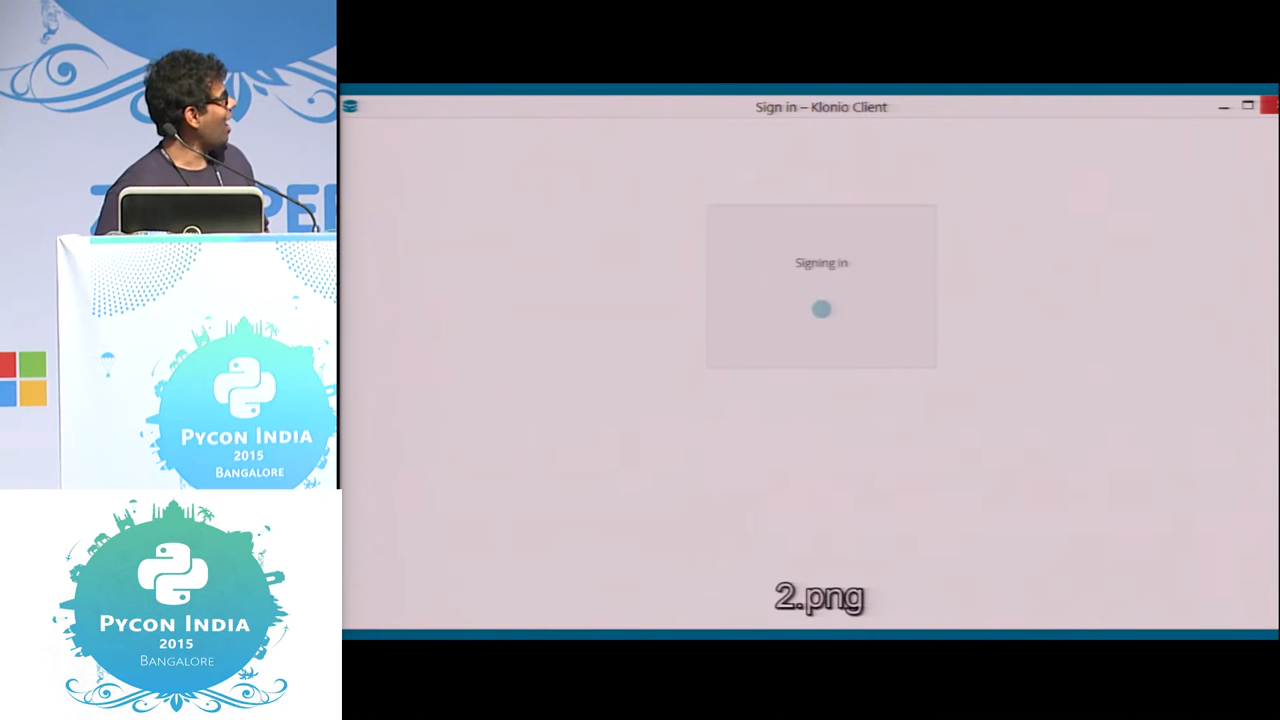 PYCON INDIA
2015
BANGALORE
PYCON INDIA
2015
BANGALORE
Sign in – Klonio Client
Signing in
2.png